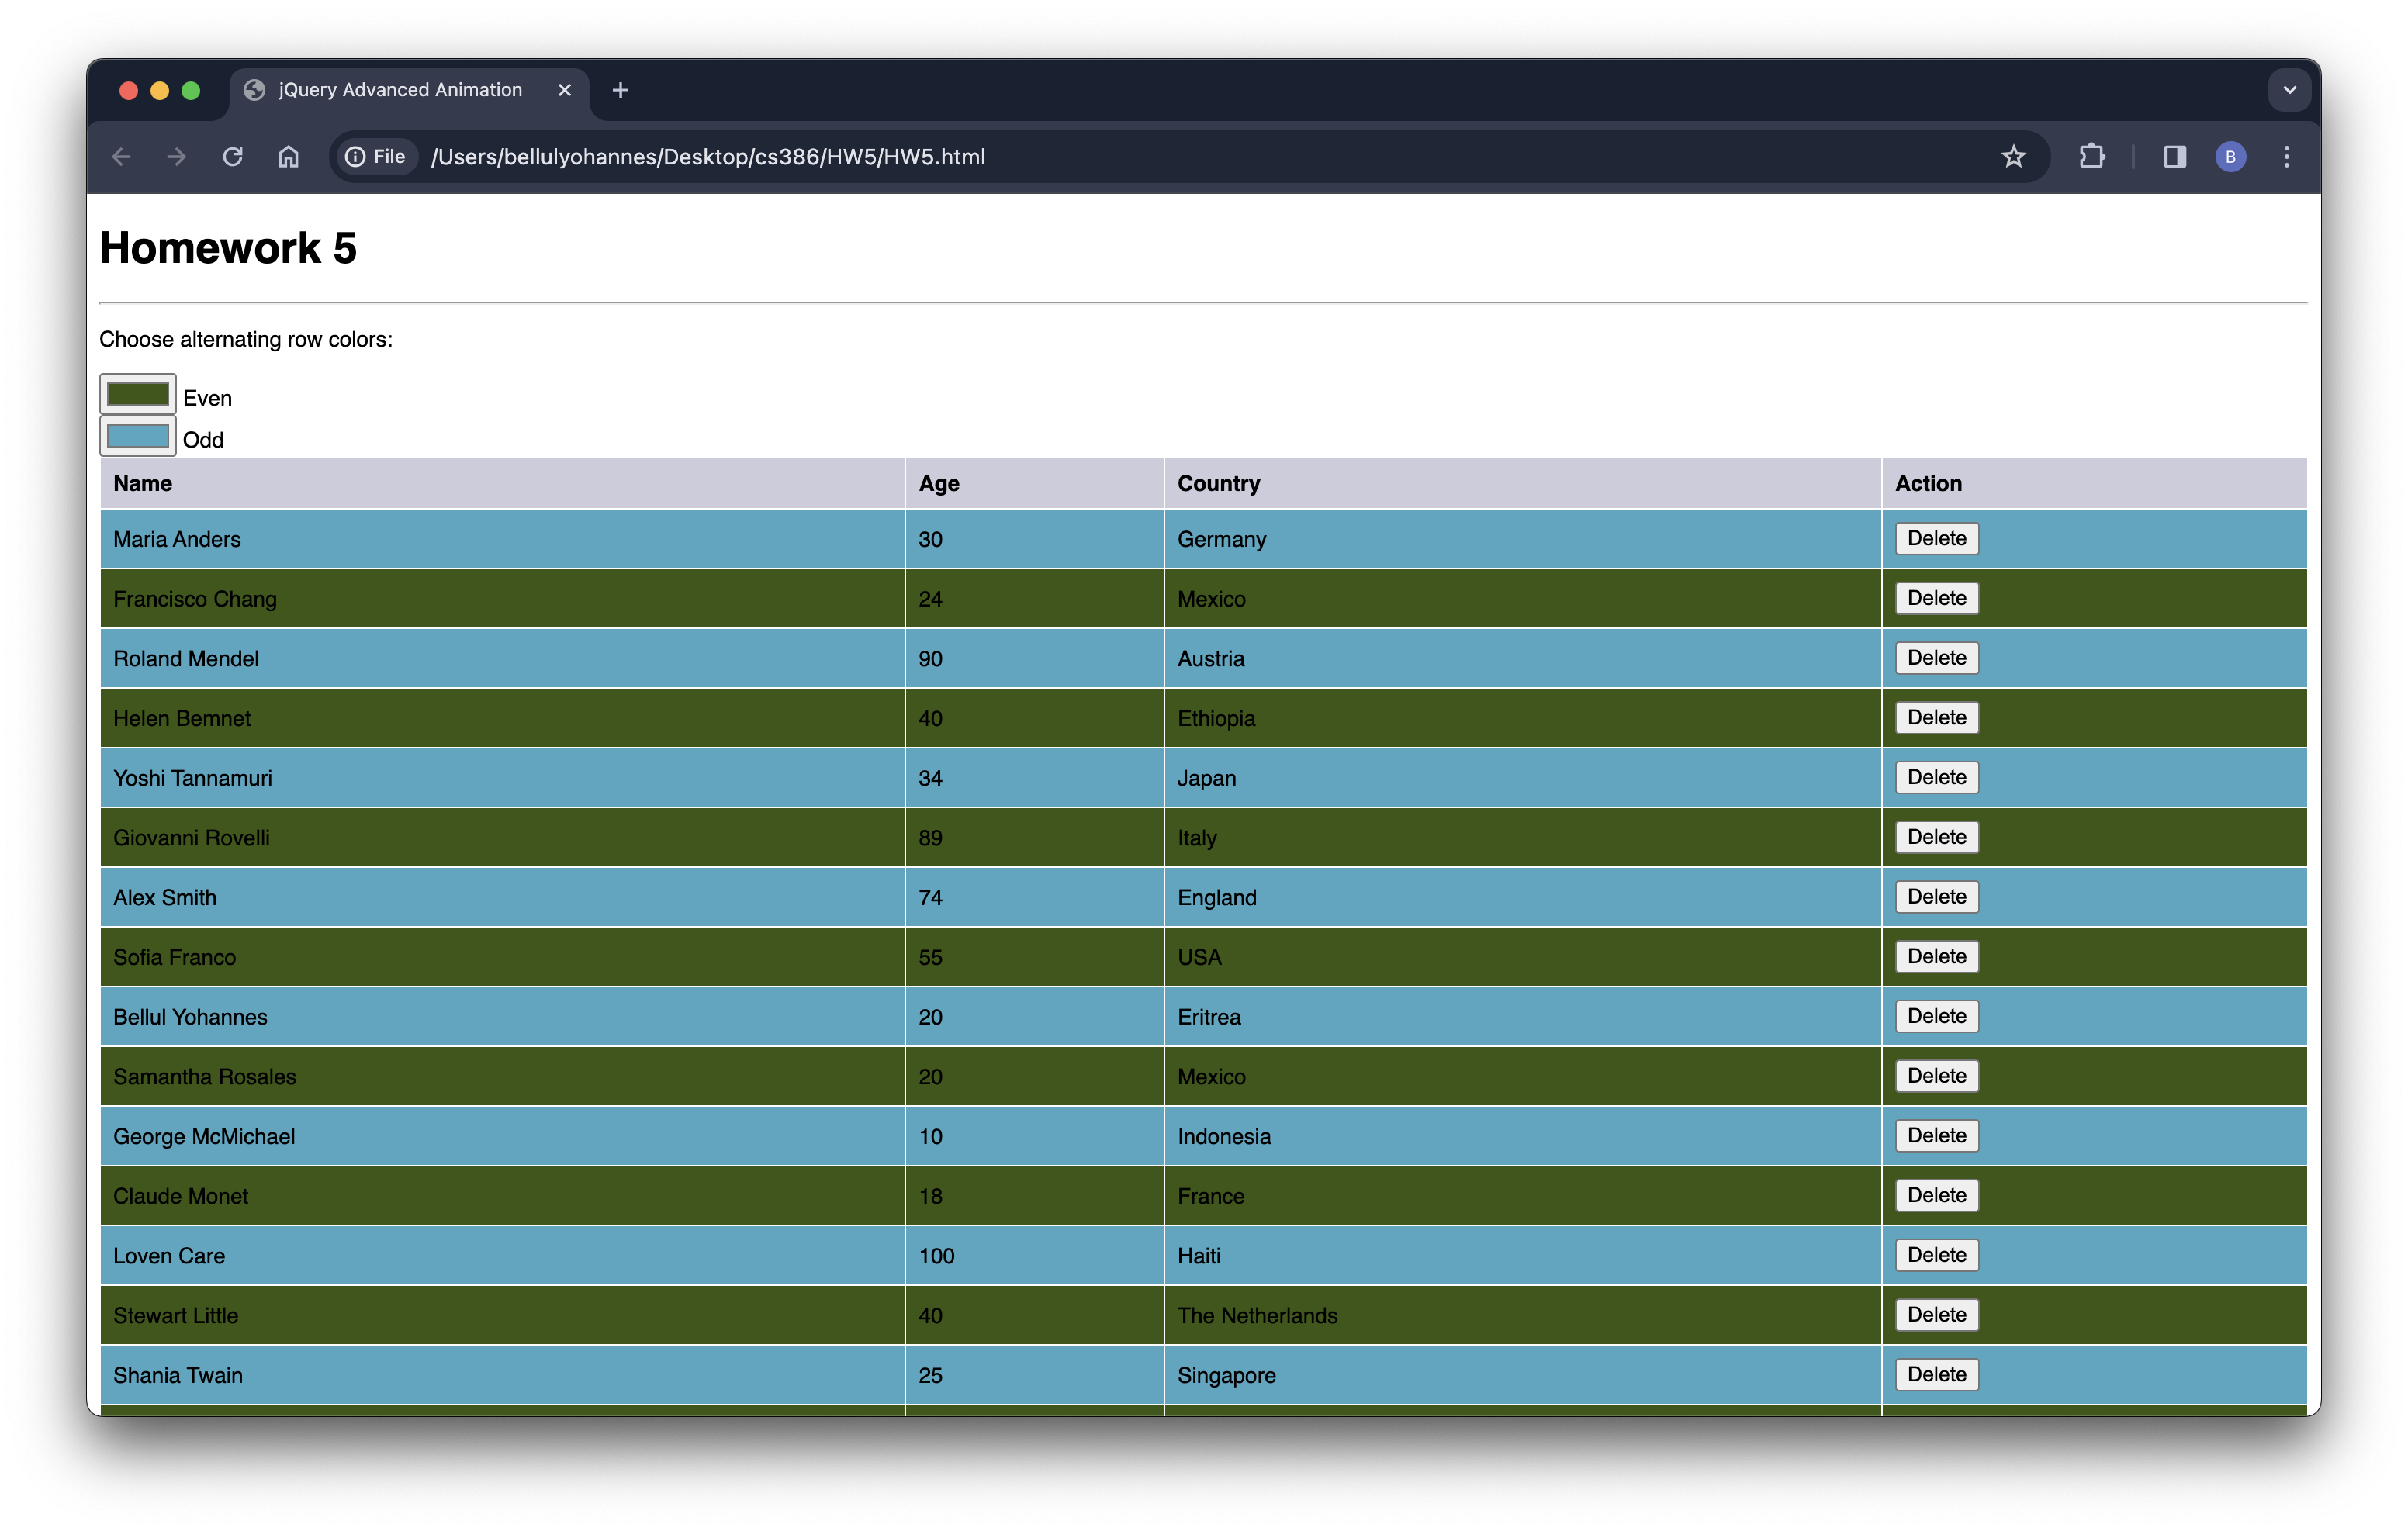 jQuery Advanced Animation
File /Users/bellulyohannes/Desktop/cs386/HW5/HW5.html B
Homework 5
Choose alternating row colors:
Even
Odd
Name Age Country Action
Maria Anders 30 Germany Delete
Francisco Chang 24 Mexico Delete
Roland Mendel 90 Austria Delete
Helen Bemnet 40 Ethiopia Delete
Yoshi Tannamuri 34 Japan Delete
Giovanni Rovelli 89 Italy Delete
Alex Smith 74 England Delete
Sofia Franco 55 USA Delete
Bellul Yohannes 20 Eritrea Delete
Samantha Rosales 20 Mexico Delete
George McMichael 10 Indonesia Delete
Claude Monet 18 France Delete
Loven Care 100 Haiti Delete
Stewart Little 40 The Netherlands Delete
Shania Twain 25 Singapore Delete